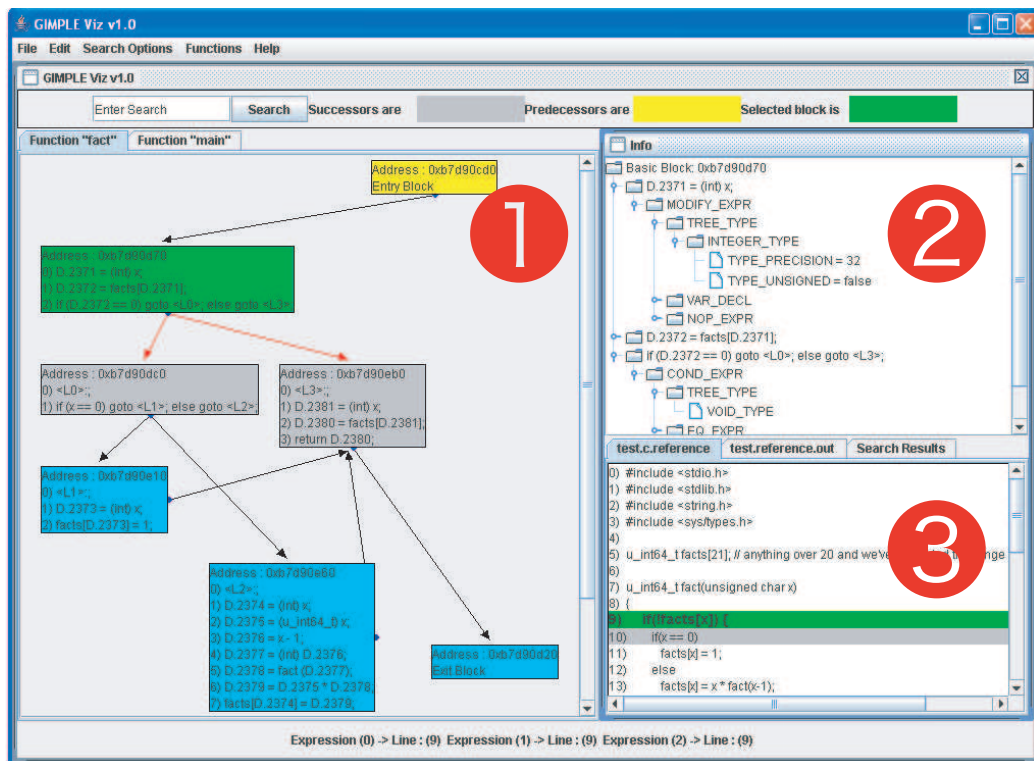 GIMPLE Viz v1.0
File Edit Search Options Functions Help
GIMPLE Viz v1.0
Enter Search Search Successors are Predecessors are Selected block is
Function "fact" Function "main"
Address : 0xb7d90cd0
Entry Block
Address : 0xb7d90d70
0) D.2371 = (int) x;
1) D.2372 = facts[D.2371];
2) if (D.2372 == 0) goto <L0>; else goto <L3>
Address : 0xb7d90dc0
0) <L0>:;
1) if (x == 0) goto <L1>; else goto <L2>;
Address : 0xb7d90eb0
0) <L3>:;
1) D.2381 = (int) x;
2) D.2380 = facts[D.2381];
3) return D.2380;
Address : 0xb7d90e10
0) <L1>:;
1) D.2373 = (int) x;
2) facts[D.2373] = 1;
Address : 0xb7d90e60
0) <L2>:;
1) D.2374 = (int) x;
2) D.2375 = (u_int64_t) x;
3) D.2376 = x - 1;
4) D.2377 = (int) D.2376;
5) D.2378 = fact (D.2377);
6) D.2379 = D.2375 * D.2378;
7) facts[D.2374] = D.2379;
Address : 0xb7d90d20
Exit Block
1
Info
Basic Block: 0xb7d90d70
D.2371 = (int) x;
MODIFY_EXPR
TREE_TYPE
INTEGER_TYPE
TYPE_PRECISION = 32
TYPE_UNSIGNED = false
VAR_DECL
NOP_EXPR
D.2372 = facts[D.2371];
if (D.2372 == 0) goto <L0>; else goto <L3>;
COND_EXPR
TREE_TYPE
VOID_TYPE
EQ_EXPR
2
test.c.reference test.reference.out Search Results
0) #include <stdio.h>
1) #include <stdlib.h>
2) #include <string.h>
3) #include <sys/types.h>
4)
5) u_int64_t facts[21]; // anything over 20 and
6)
7) u_int64_t fact(unsigned char x)
8) {
9) if(!facts[x]) {
10) if(x == 0)
11) facts[x] = 1;
12) else
13) facts[x] = x * fact(x-1);
3
Expression (0) -> Line : (9) Expression (1) -> Line : (9) Expression (2) -> Line : (9)